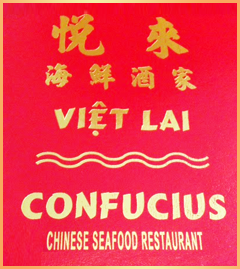 悅來
海鮮酒家
VIỆT LAI
CONFUCIUS
CHINESE SEAFOOD RESTAURANT